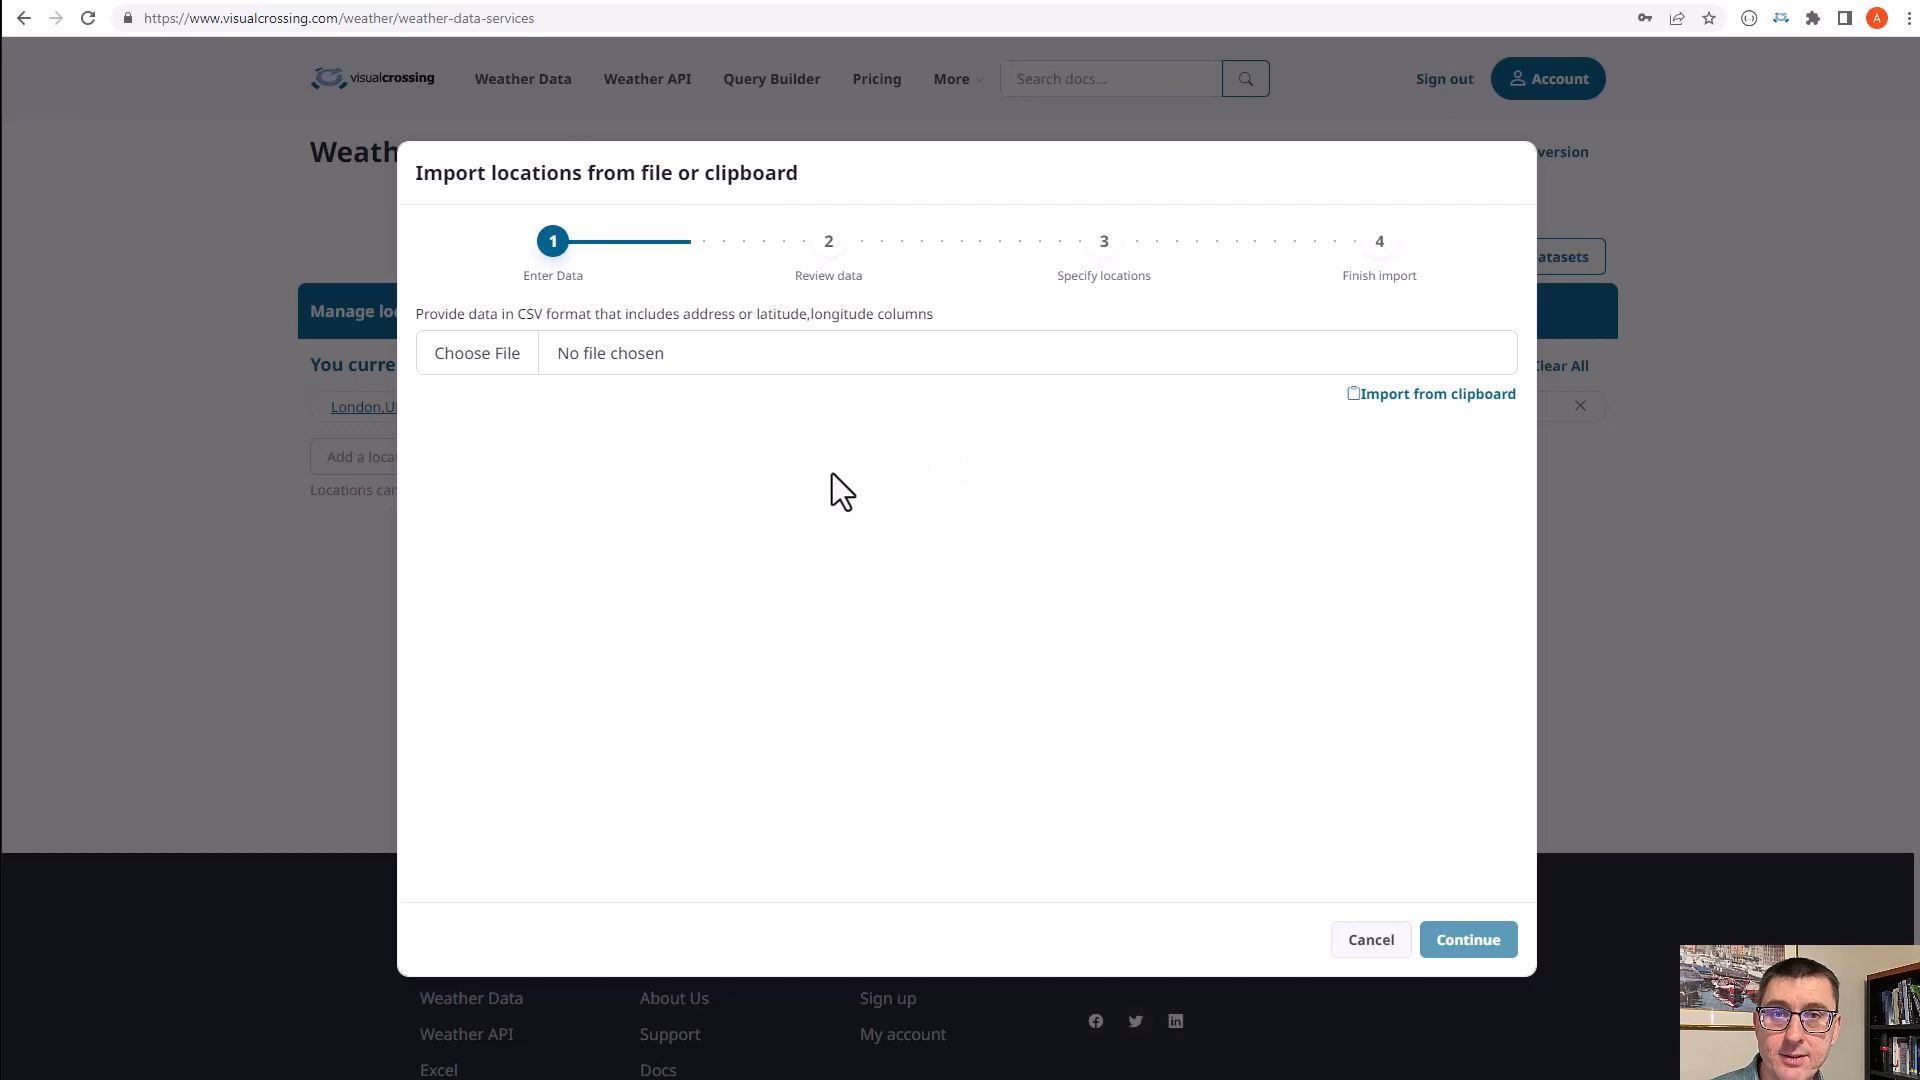 https://www.visualcrossing.com/weather/weather-data-services
A
visualcrossing
Weather Data
Weather API
Query Builder
Pricing
More
Search docs...
Sign out
Account
Weath
version
Import locations from file or clipboard
1
2
3
4
Enter Data
Review data
Specify locations
Finish import
atasets
Manage lo
Provide data in CSV format that includes address or latitude,longitude columns
Choose File
No file chosen
You curre
Clear All
Import from clipboard
London,U
Add a loca
Locations can
Cancel
Continue
Weather Data
About Us
Sign up
Weather API
Support
My account
Excel
Docs